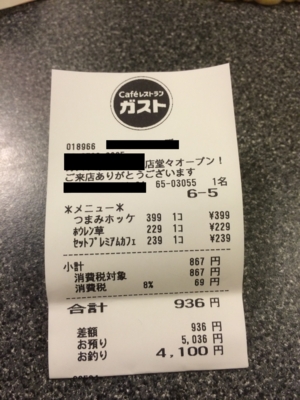 Caféレストラン
ガスト
018966
店堂々オープン！
ご来店ありがとうございます
65-03055 1名
6-5
＊メニュー＊
つまみホッケ 399 1コ ¥399
ホウレン草 229 1コ ¥229
セットプレミアムカフェ 239 1コ ¥239
小計 867 円
消費税対象 867 円
消費税 8% 69 円
合計 936 円
差額 936 円
お預り 5,036 円
お釣り 4,100 円